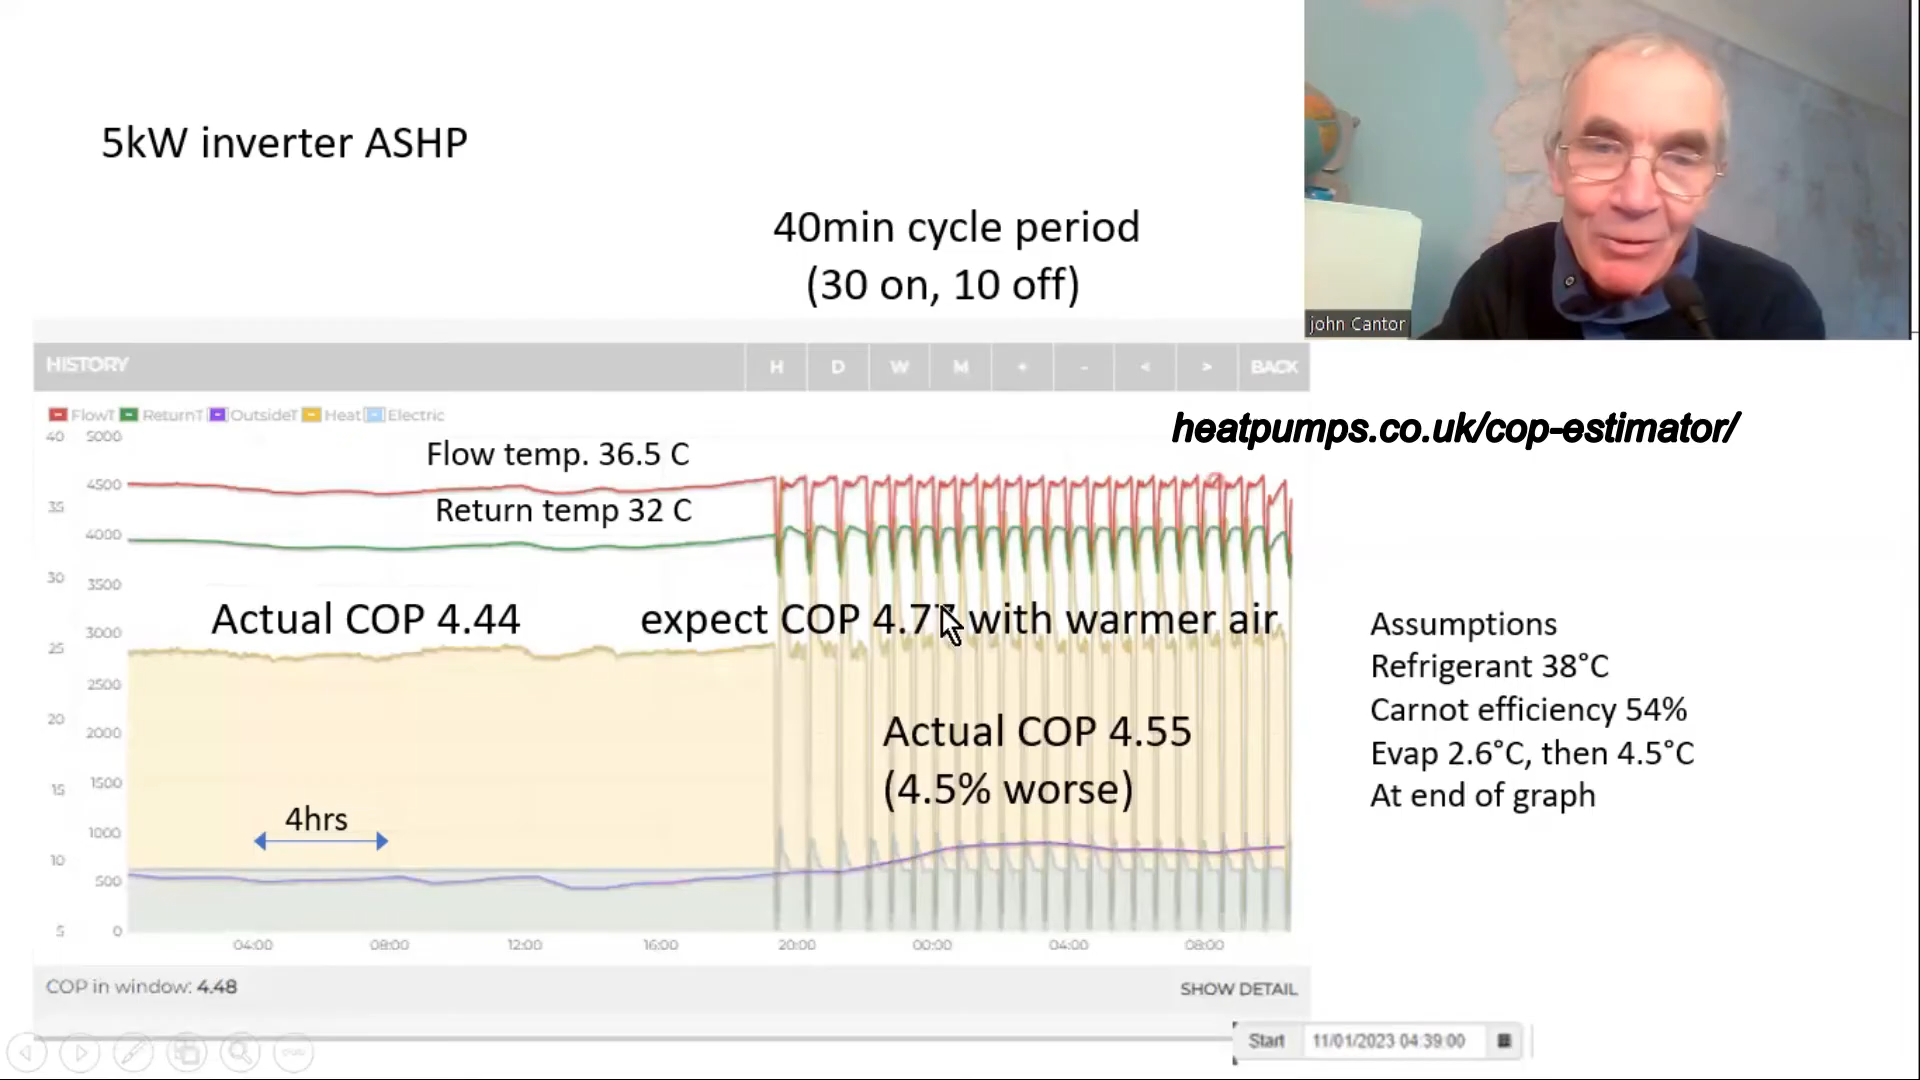 5kW inverter ASHP
40min cycle period
(30 on, 10 off)
john Cantor
HISTORY
H D W M + - < > BACK
FlowT ReturnT OutsideT Heat Electric
heatpumps.co.uk/cop-estimator/
40 5000
4500
35
4000
30
3500
3000
25
2500
20
2000
1500
15
1000
10
500
5 0
Flow temp. 36.5 C
Return temp 32 C
Actual COP 4.44
expect COP 4.7 with warmer air
Actual COP 4.55
(4.5% worse)
4hrs
04:00 08:00 12:00 16:00 20:00 00:00 04:00 08:00
Assumptions
Refrigerant 38°C
Carnot efficiency 54%
Evap 2.6°C, then 4.5°C
At end of graph
COP in window: 4.48
SHOW DETAIL
Start 11/01/2023 04:39:00